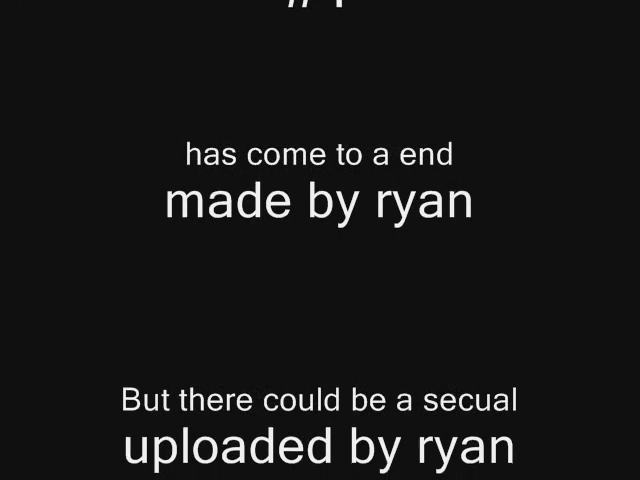 has come to a end
made by ryan
But there could be a secual
uploaded by ryan